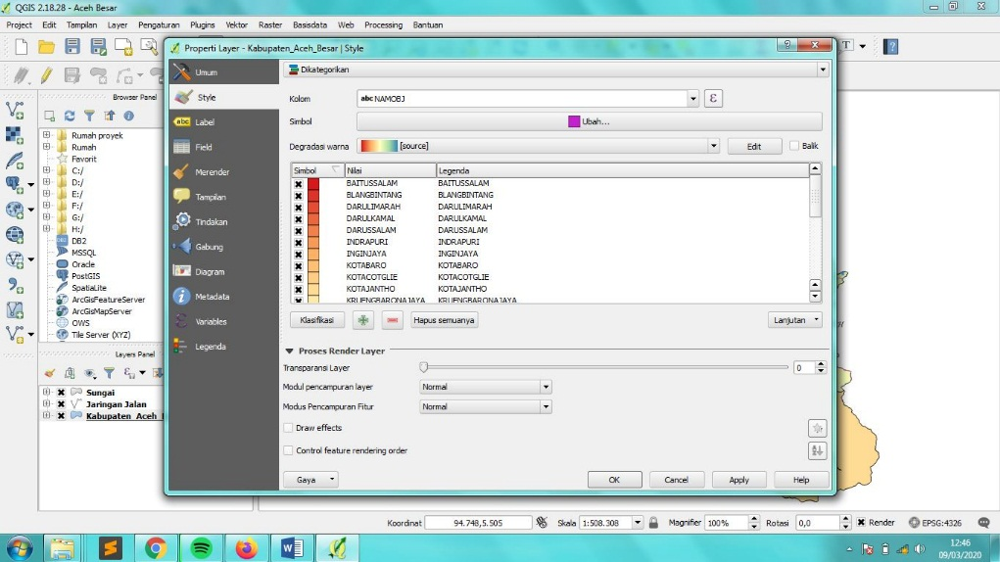 QGIS 2.18.28 - Aceh Besar
Project Edit Tampilan Layer Pengaturan Plugins Vektor Raster Basisdata Web Processing Bantuan
Properti Layer - Kabupaten_Aceh_Besar | Style
Browser Panel
Rumah proyek
Rumah
Favorit
C:/
D:/
E:/
F:/
G:/
H:/
DB2
MSSQL
Oracle
PostGIS
SpatiaLite
ArcGisFeatureServer
ArcGisMapServer
OWS
Tile Server (XYZ)
Layers Panel
Sungai
Jaringan Jalan
Kabupaten_Aceh_
Umum
Style
Label
Field
Merender
Tampilan
Tindakan
Gabung
Diagram
Metadata
Variables
Legenda
Dikategorikan
Kolom abc NAMOBJ ε
Simbol Ubah...
Degradasi warna [source] Edit Balik
Simbol Nilai Legenda
BAITUSSALAM BAITUSSALAM
BLANGBINTANG BLANGBINTANG
DARULIMARAH DARULIMARAH
DARULKAMAL DARULKAMAL
DARUSSALAM DARUSSALAM
INDRAPURI INDRAPURI
INGINJAYA INGINJAYA
KOTABARO KOTABARO
KOTACOTGLIE KOTACOTGLIE
KOTAJANTHO KOTAJANTHO
KRUENGBARONAJAYA KRUENGBARONAJAYA
Klasifikasi Hapus semuanya Lanjutan
Proses Render Layer
Transparansi Layer 0
Modul pencampuran layer Normal
Modus Pencampuran Fitur Normal
Draw effects
Control feature rendering order
Gaya OK Cancel Apply Help
Koordinat 94.748,5.505 Skala 1:508.308 Magnifier 100% Rotasi 0,0 Render EPSG:4326
12:46
09/03/2020